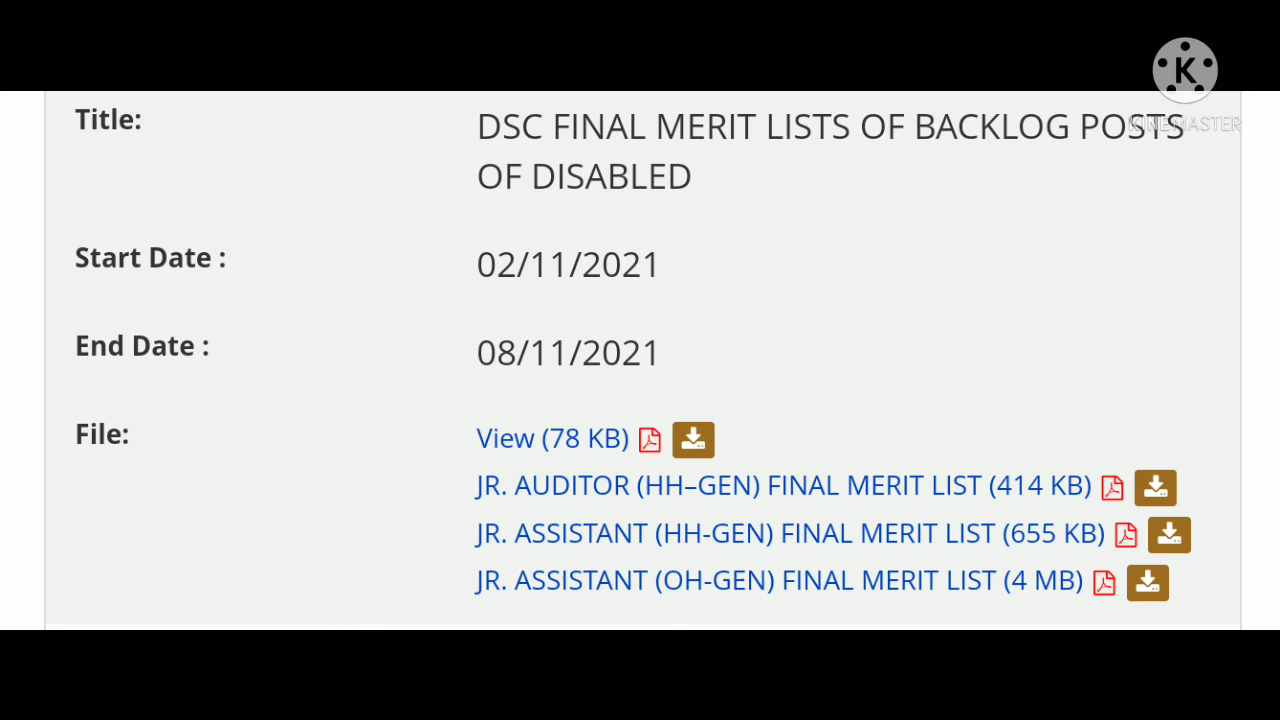 K
KINEMASTER
Title:
DSC FINAL MERIT LISTS OF BACKLOG POSTS
OF DISABLED
Start Date :
02/11/2021
End Date :
08/11/2021
File:
View (78 KB)
JR. AUDITOR (HH–GEN) FINAL MERIT LIST (414 KB)
JR. ASSISTANT (HH-GEN) FINAL MERIT LIST (655 KB)
JR. ASSISTANT (OH-GEN) FINAL MERIT LIST (4 MB)